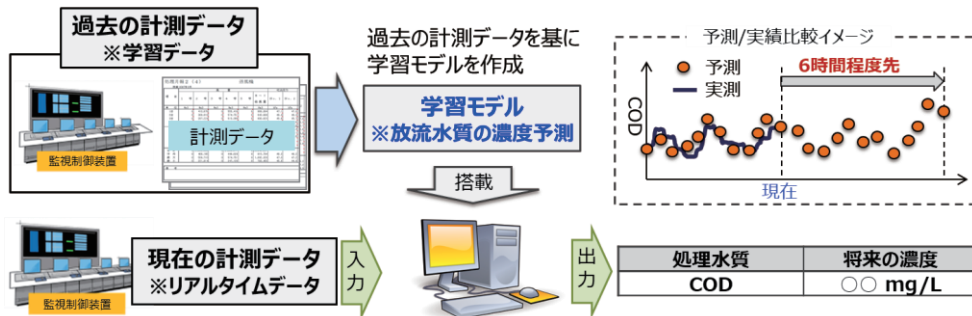 過去の計測データ
※学習データ
計測データ
監視制御装置
過去の計測データを基に
学習モデルを作成
学習モデル
※放流水質の濃度予測
搭載
予測/実績比較イメージ
予測
実測
6時間程度先
COD
現在
監視制御装置
現在の計測データ
※リアルタイムデータ
入力
出力
処理水質 将来の濃度
COD ○○ mg/L